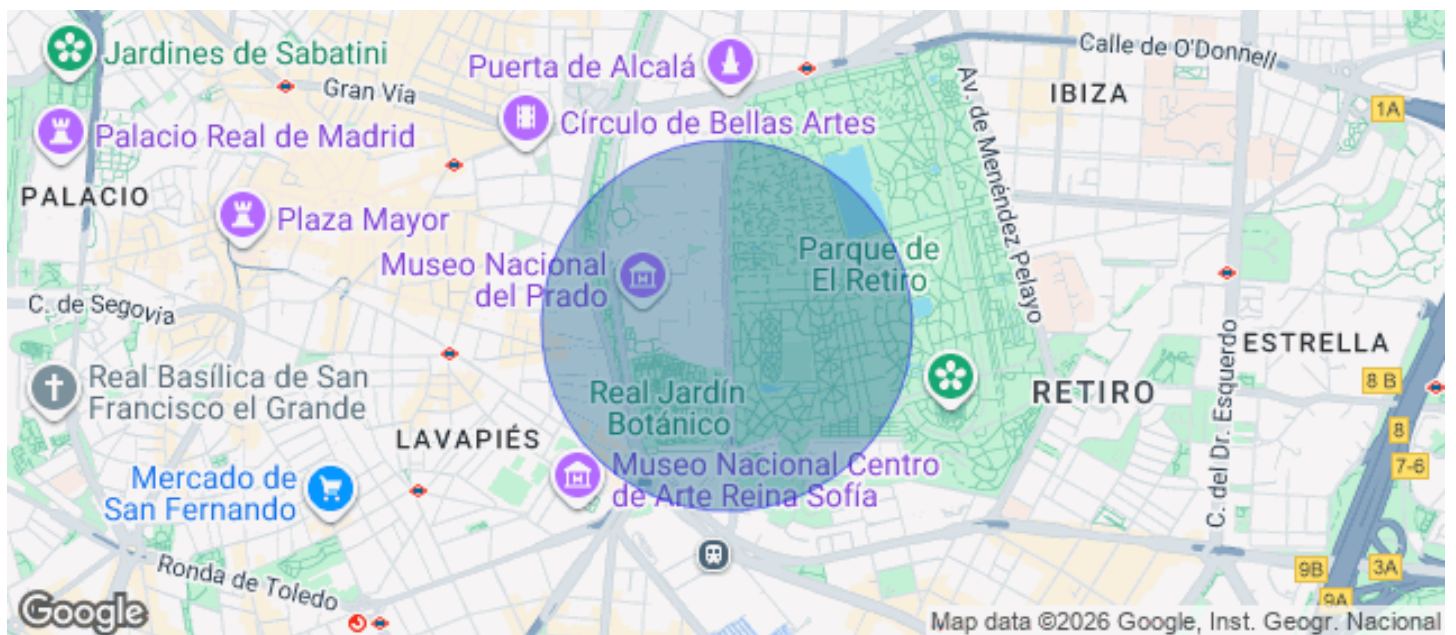 Jardines de Sabatini
Puerta de Alcalá
Calle de O'Donnell
Gran Vía
Av. de Menéndez Pelayo
IBIZA
1A
Palacio Real de Madrid
Círculo de Bellas Artes
PALACIO
Plaza Mayor
Museo Nacional
del Prado
Parque de
El Retiro
C. de Segovia
C. del Dr. Esquerdo
ESTRELLA
Real Basílica de San
Francisco el Grande
8 B
RETIRO
Real Jardín
Botánico
LAVAPIÉS
8
7-6
Museo Nacional Centro
de Arte Reina Sofía
Mercado de
San Fernando
Ronda de Toledo
9B
3A
9A
Google
Map data ©2026 Google, Inst. Geogr. Nacional